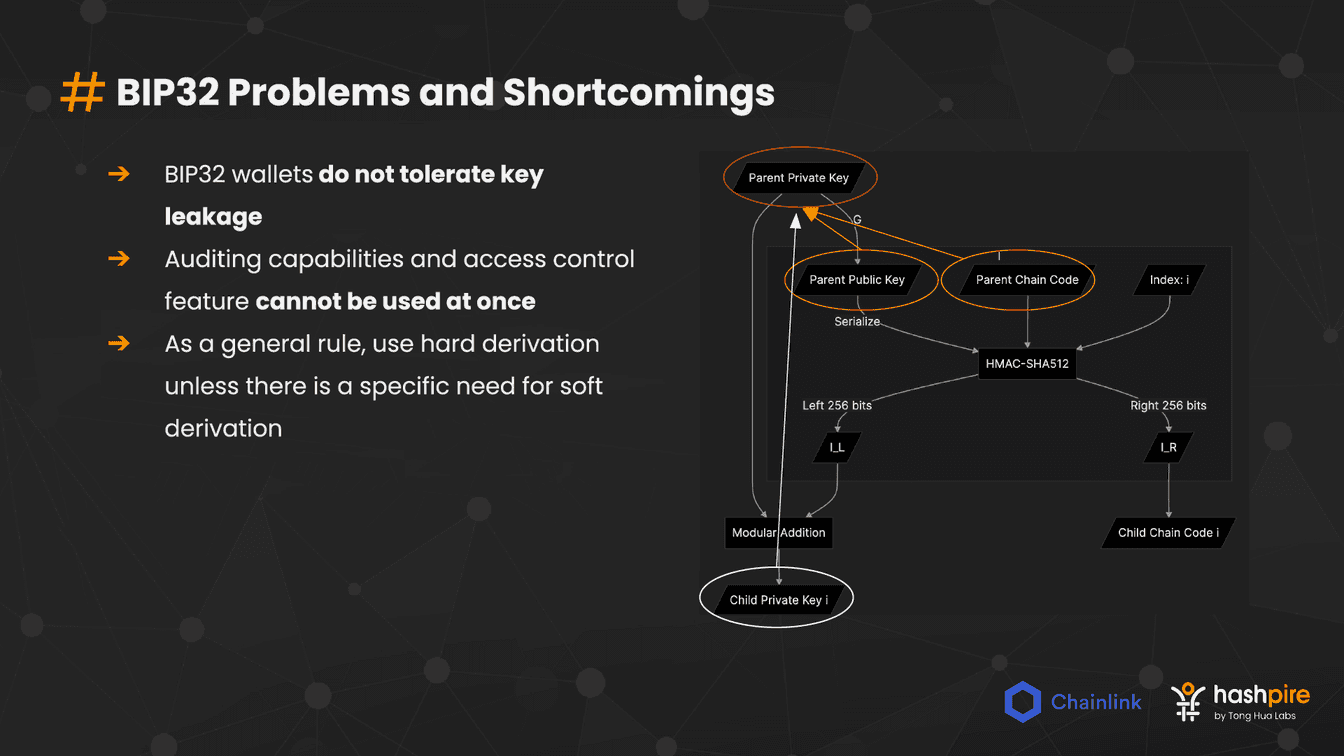 # BIP32 Problems and Shortcomings
➔ BIP32 wallets do not tolerate key
leakage
➔ Auditing capabilities and access control
feature cannot be used at once
➔ As a general rule, use hard derivation
unless there is a specific need for soft
derivation
Parent Private Key
G
Parent Public Key
Parent Chain Code
Index: i
Serialize
HMAC-SHA512
Left 256 bits
Right 256 bits
I_L
I_R
Modular Addition
Child Chain Code i
Child Private Key i
Chainlink
hashpire
by Tong Hua Labs